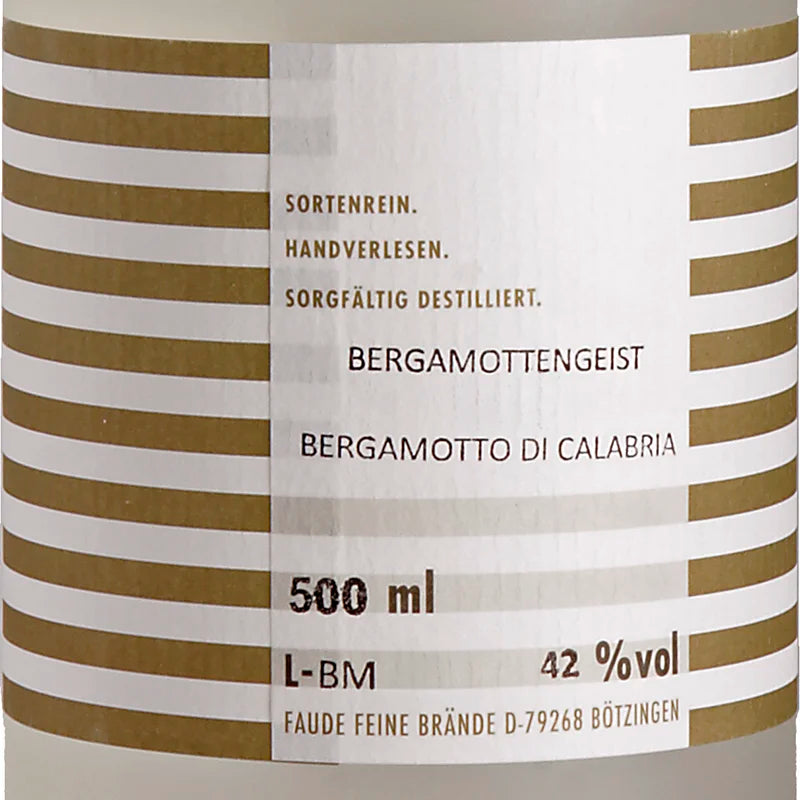 SORTENREIN.
HANDVERLESEN.
SORGFÄLTIG DESTILLIERT.
BERGAMOTTENGEIST
BERGAMOTTO DI CALABRIA
500 ml
L-BM 42 %vol
FAUDE FEINE BRÄNDE D-79268 BÖTZINGEN